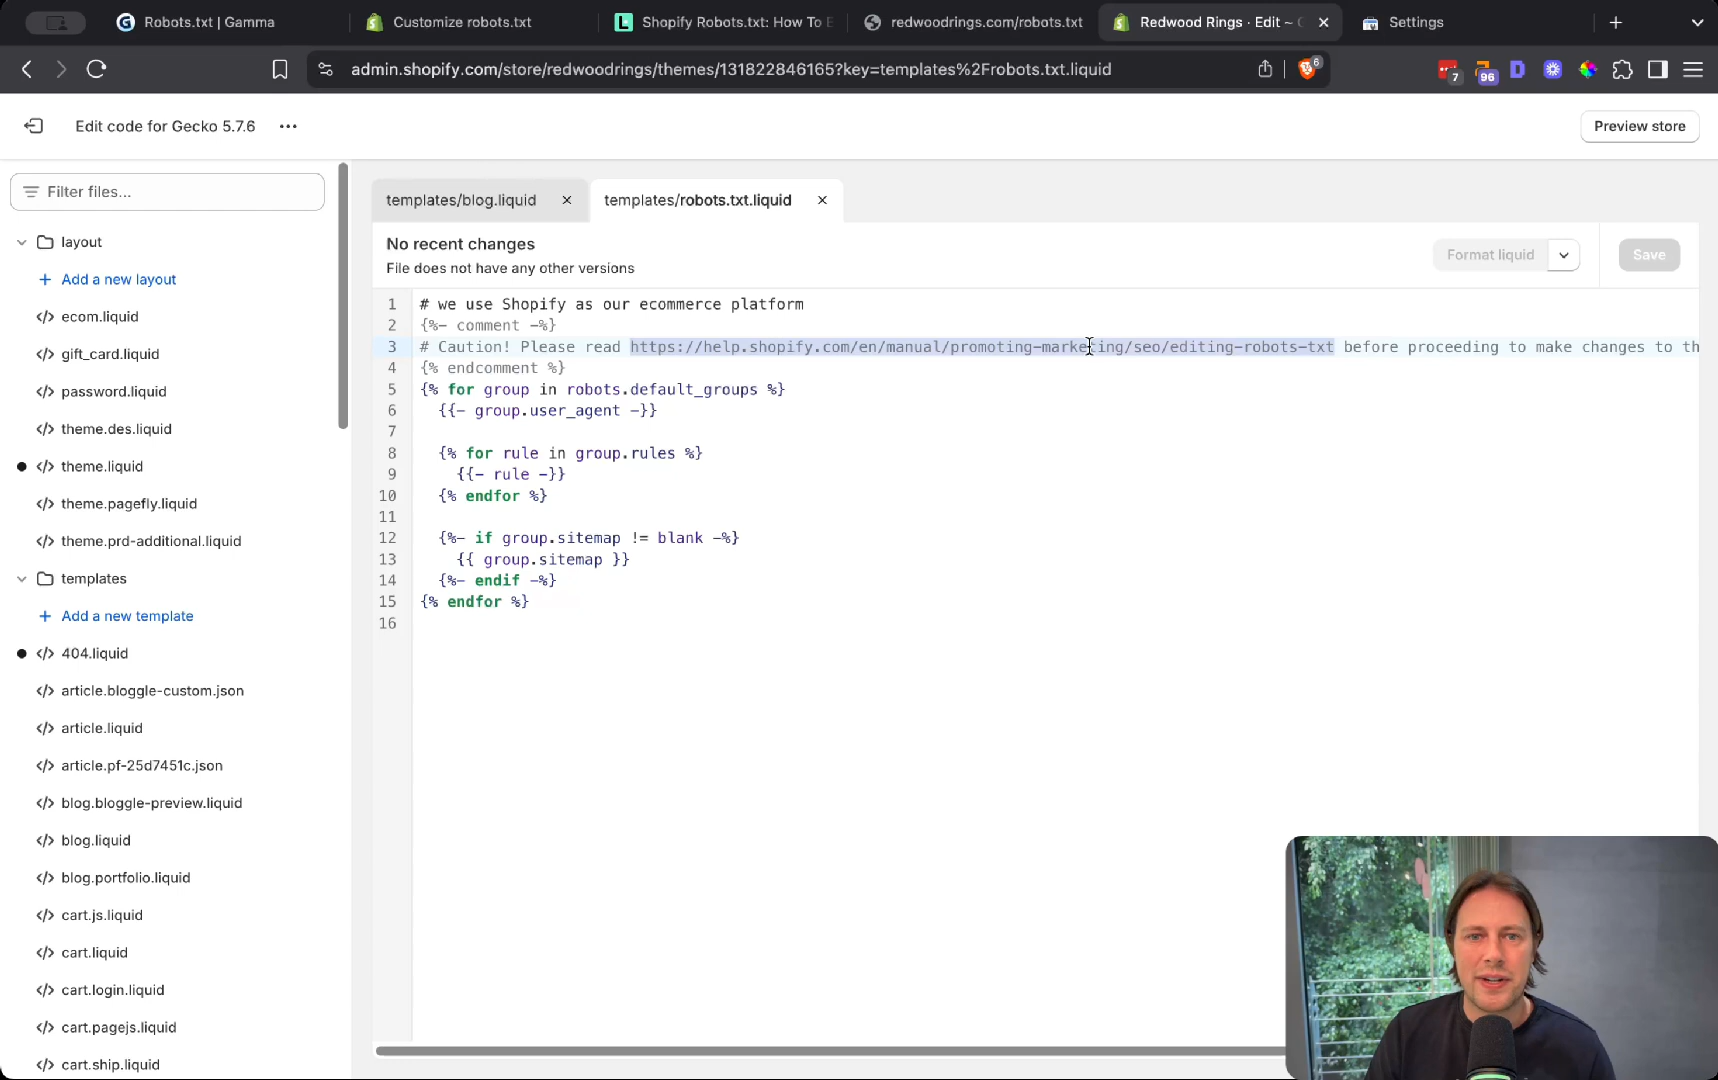 Robots.txt | Gamma
Customize robots.txt
Shopify Robots.txt: How To E
redwoodrings.com/robots.txt
Redwood Rings · Edit ~
Settings
admin.shopify.com/store/redwoodrings/themes/131822846165?key=templates%2Frobots.txt.liquid
6
7
96
Edit code for Gecko 5.7.6
Preview store
Filter files...
layout
Add a new layout
ecom.liquid
gift_card.liquid
password.liquid
theme.des.liquid
theme.liquid
theme.pagefly.liquid
theme.prd-additional.liquid
templates
Add a new template
404.liquid
article.bloggle-custom.json
article.liquid
article.pf-25d7451c.json
blog.bloggle-preview.liquid
blog.liquid
blog.portfolio.liquid
cart.js.liquid
cart.liquid
cart.login.liquid
cart.pagejs.liquid
cart.ship.liquid
templates/blog.liquid
templates/robots.txt.liquid
No recent changes
File does not have any other versions
Format liquid
Save
1 # we use Shopify as our ecommerce platform
2 {%- comment -%}
3 # Caution! Please read https://help.shopify.com/en/manual/promoting-marketing/seo/editing-robots-txt before proceeding to make changes to th
4 {% endcomment %}
5 {% for group in robots.default_groups %}
6 {{- group.user_agent -}}
7
8 {% for rule in group.rules %}
9 {{- rule -}}
10 {% endfor %}
11
12 {%- if group.sitemap != blank -%}
13 {{ group.sitemap }}
14 {%- endif -%}
15 {% endfor %}
16